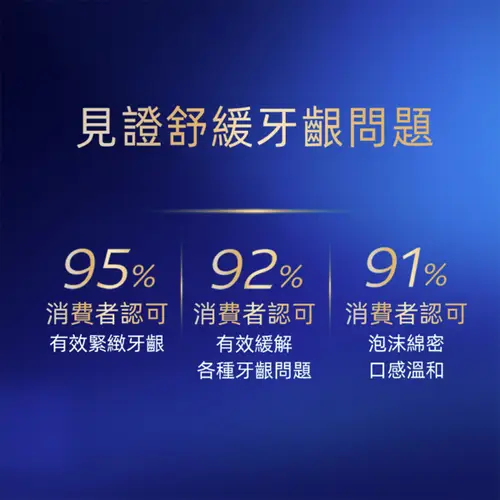 見證舒緩牙齦問題
95%
消費者認可
有效緊緻牙齦
92%
消費者認可
有效緩解
各種牙齦問題
91%
消費者認可
泡沫綿密
口感溫和